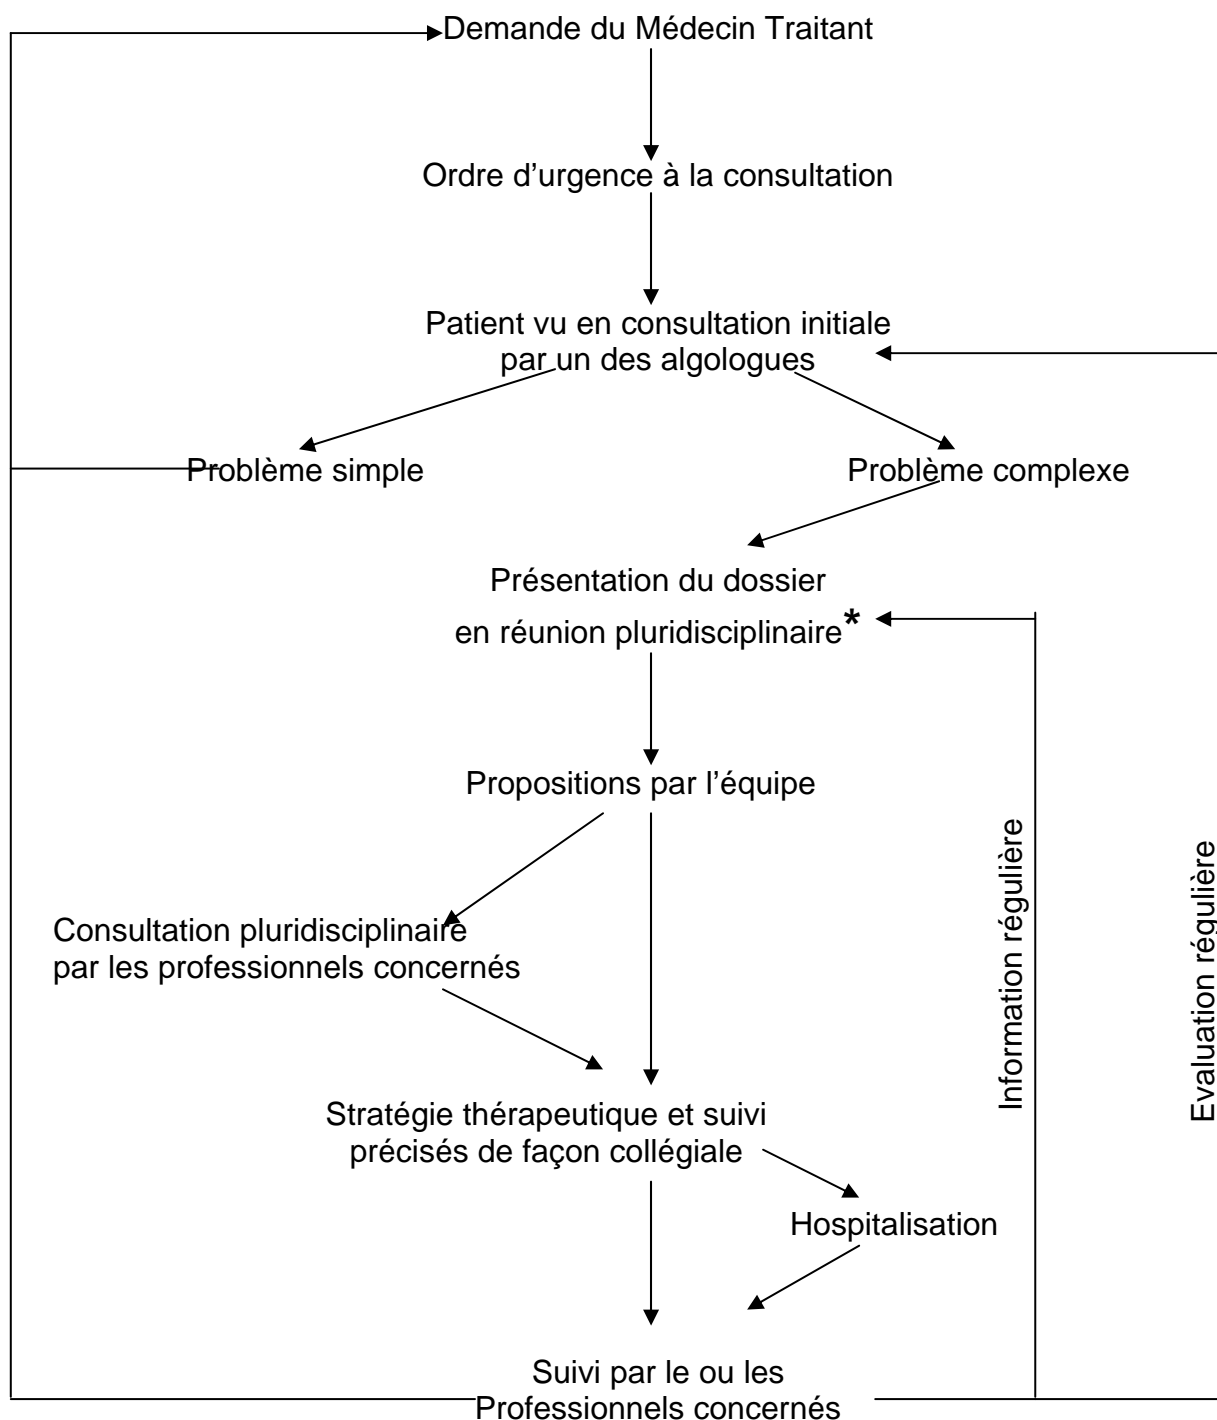 Demande du Médecin Traitant
Ordre d’urgence à la consultation
Patient vu en consultation initiale
par un des algologues
Problème simple
Problème complexe
Présentation du dossier
en réunion pluridisciplinaire*
Propositions par l’équipe
Consultation pluridisciplinaire
par les professionnels concernés
Stratégie thérapeutique et suivi
précisés de façon collégiale
Hospitalisation
Suivi par le ou les
Professionnels concernés
Information régulière
Evaluation régulière